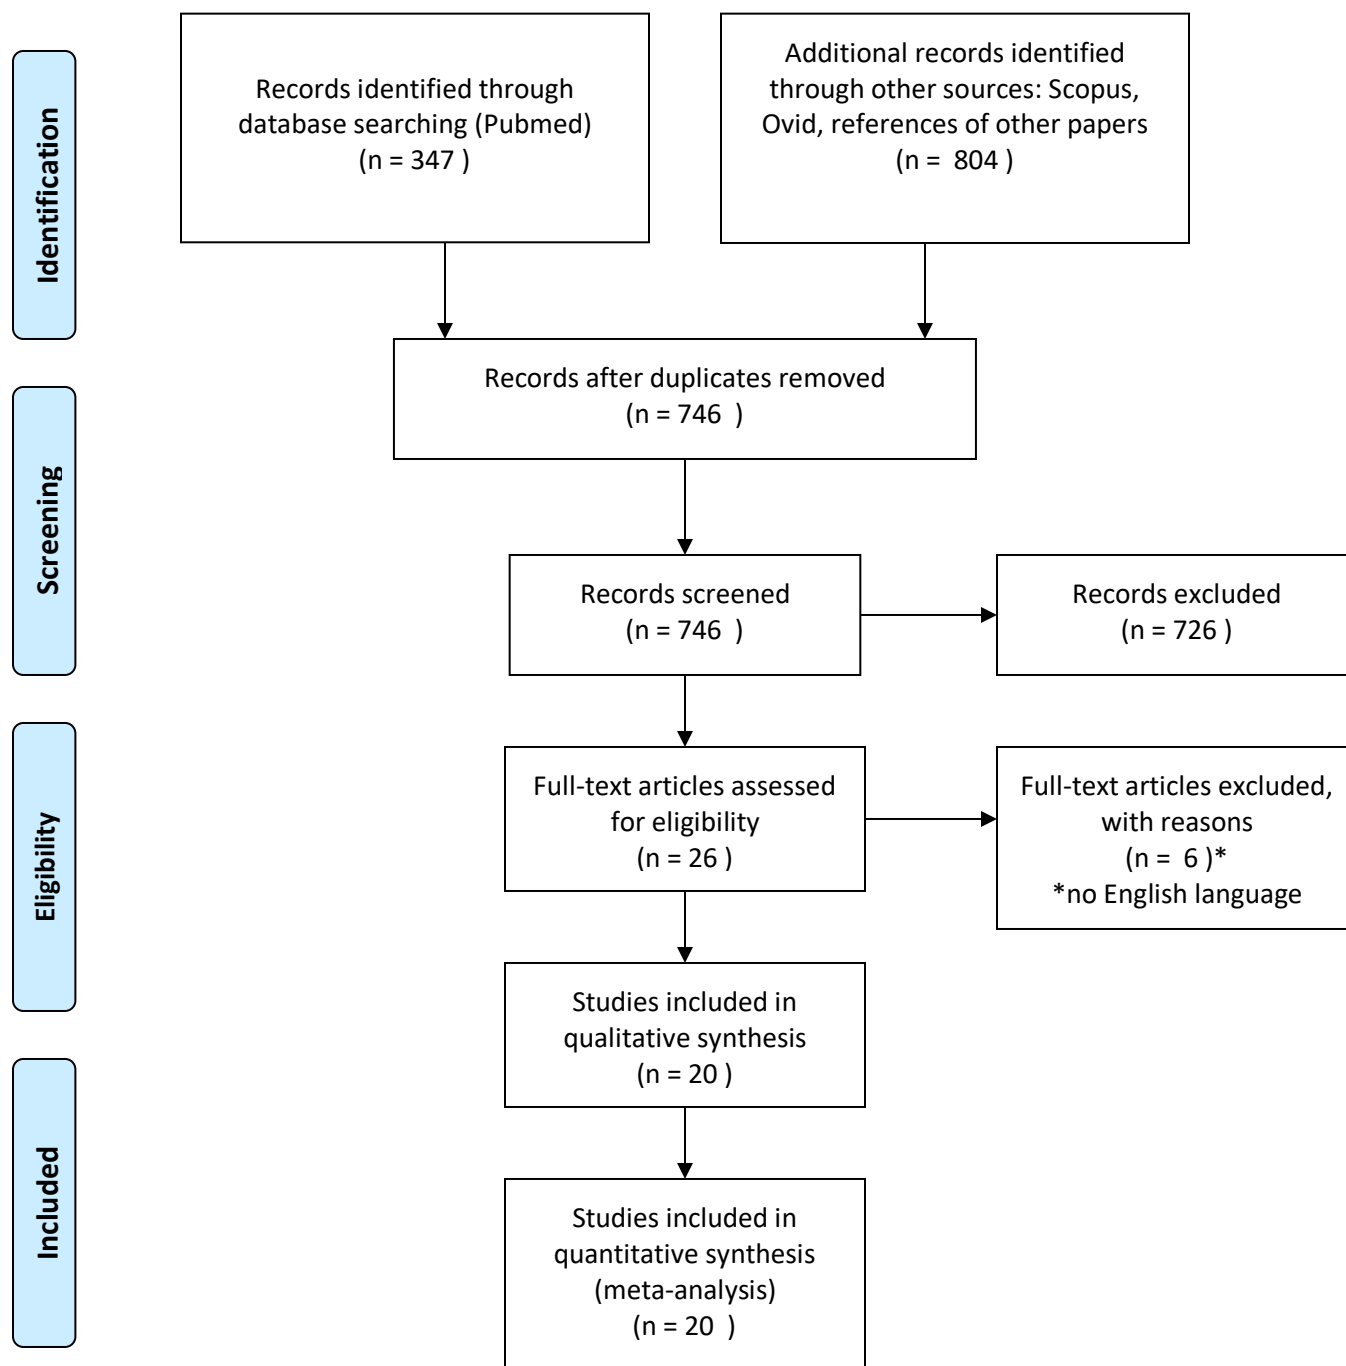 Identification
Records identified through
database searching (Pubmed)
(n = 347 )
Additional records identified
through other sources: Scopus,
Ovid, references of other papers
(n =  804 )
Records after duplicates removed
(n = 746  )
Screening
Records screened
(n = 746  )
Records excluded
(n = 726 )
Eligibility
Full-text articles assessed
for eligibility
(n = 26 )
Full-text articles excluded,
with reasons
(n =  6 )*
*no English language
Studies included in
qualitative synthesis
(n = 20 )
Included
Studies included in
quantitative synthesis
(meta-analysis)
(n = 20  )